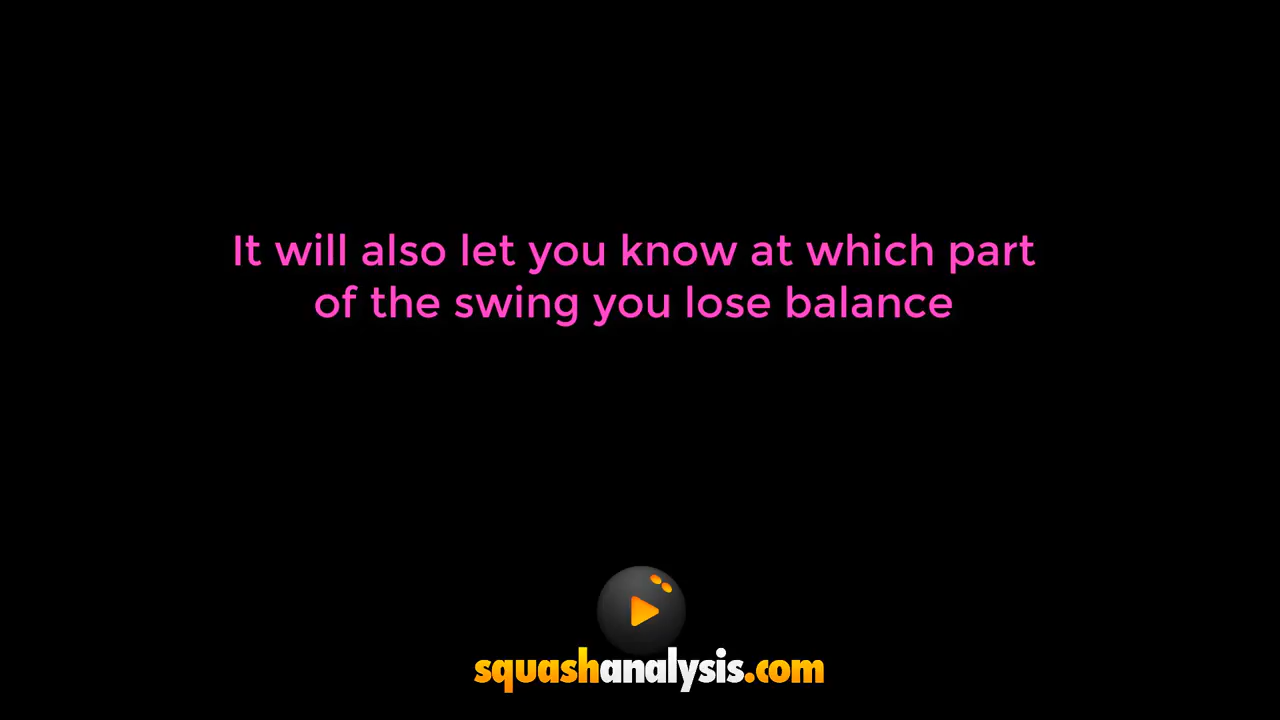 It will also let you know at which part
of the swing you lose balance
squashanalysis.com